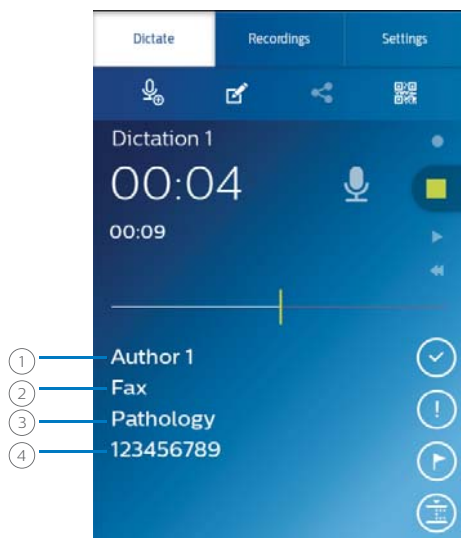 Dictate Recordings Settings
Dictation 1
00:04
00:09
1 Author 1
2 Fax
3 Pathology
4 123456789